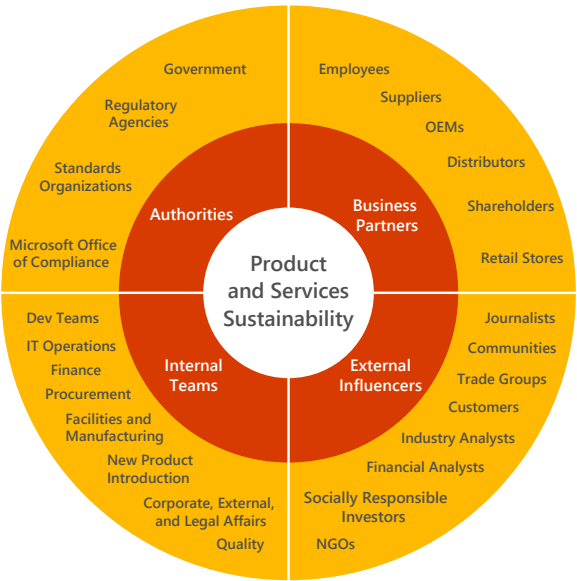 Government
Regulatory
Agencies
Standards
Organizations
Microsoft Office
of Compliance
Authorities
Employees
Suppliers
OEMs
Distributors
Shareholders
Retail Stores
Business
Partners
Product
and Services
Sustainability
Internal
Teams
Dev Teams
IT Operations
Finance
Procurement
Facilities and
Manufacturing
New Product
Introduction
Corporate, External,
and Legal Affairs
Quality
External
Influencers
Journalists
Communities
Trade Groups
Customers
Industry Analysts
Financial Analysts
Socially Responsible
Investors
NGOs